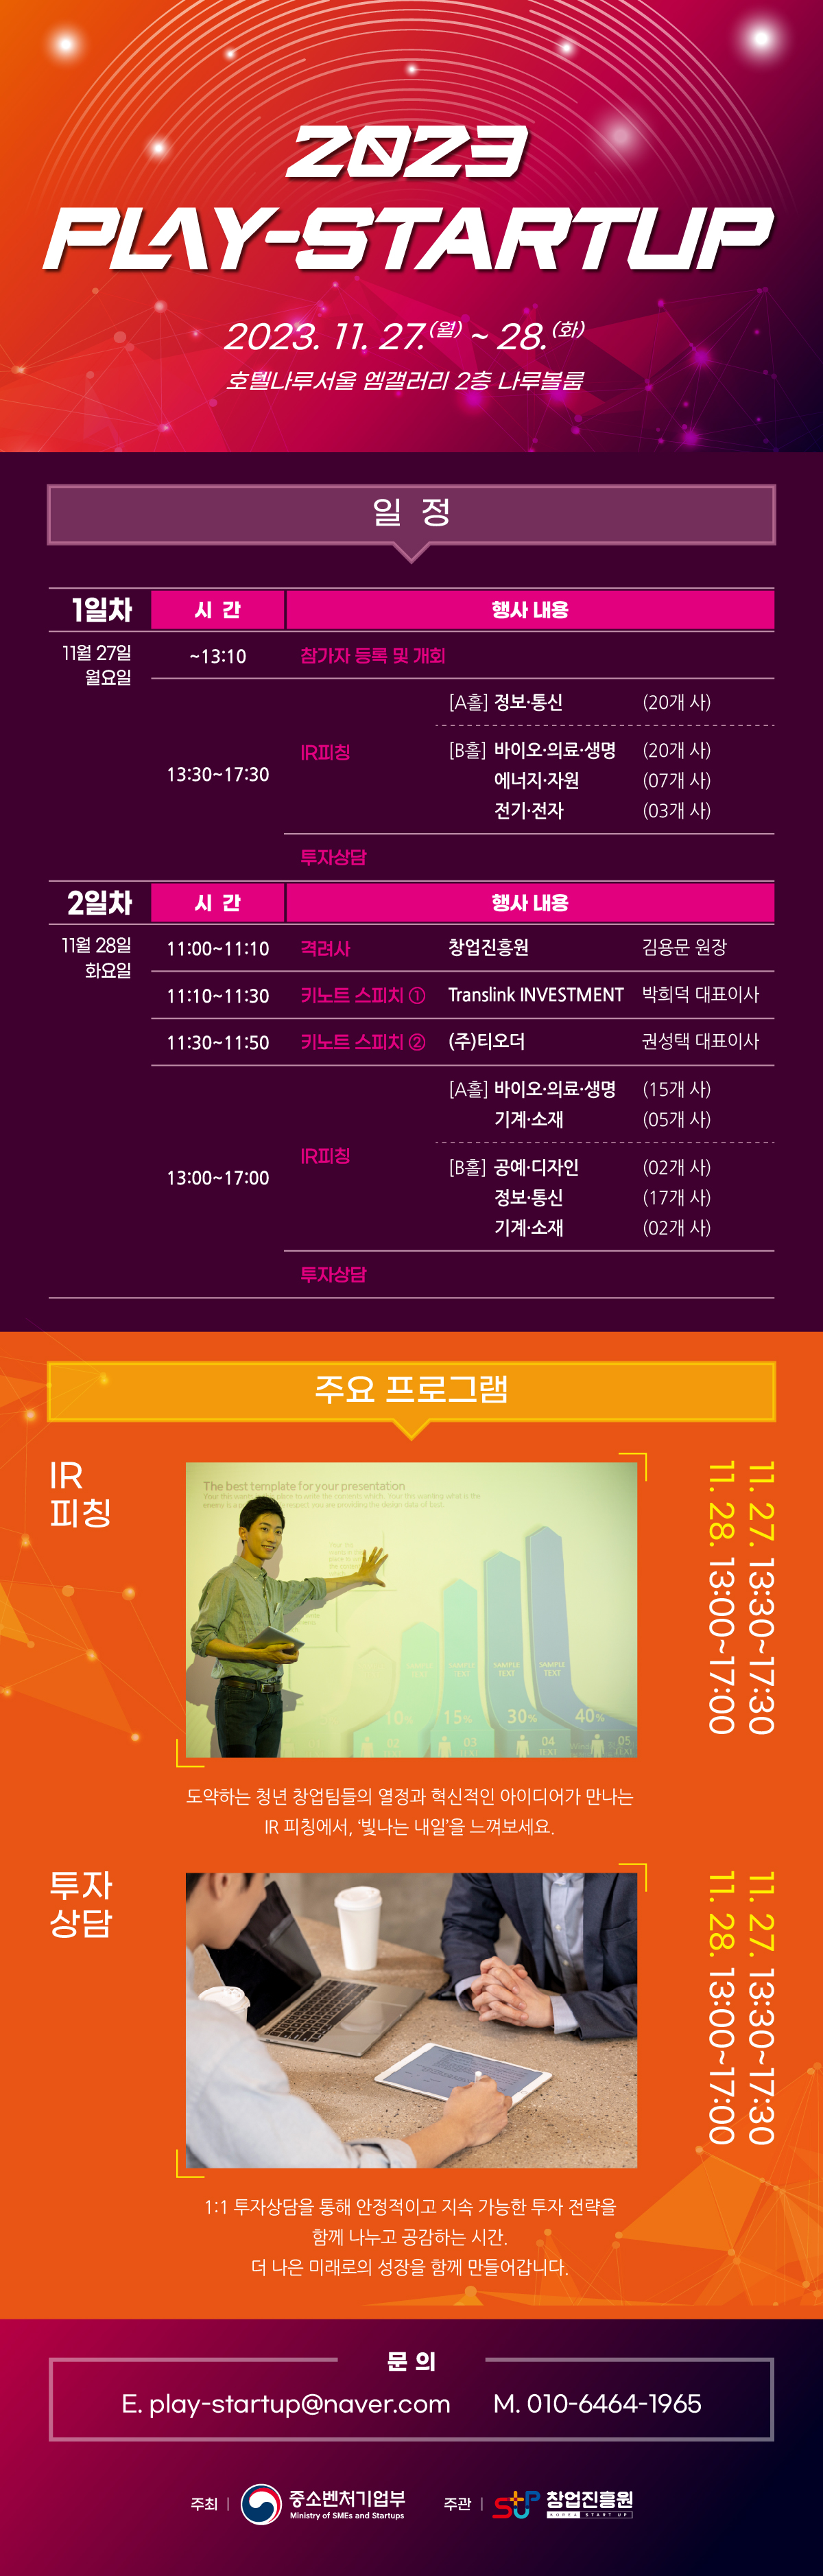 2023
PLAY-STARTUP
2023. 11. 27.(월) ~ 28.(화)
호텔나루서울 엠갤러리 2층 나루볼룸
일 정
1일차 시 간 행사 내용
11월 27일
월요일
~13:10 참가자 등록 및 개회
13:30~17:30 IR피칭
[A홀] 정보·통신 (20개 사)
[B홀] 바이오·의료·생명 (20개 사)
에너지·자원 (07개 사)
전기·전자 (03개 사)
투자상담
2일차 시 간 행사 내용
11월 28일
화요일
11:00~11:10 격려사 창업진흥원 김용문 원장
11:10~11:30 키노트 스피치 ① Translink INVESTMENT 박희덕 대표이사
11:30~11:50 키노트 스피치 ② (주)티오더 권성택 대표이사
13:00~17:00 IR피칭
[A홀] 바이오·의료·생명 (15개 사)
기계·소재 (05개 사)
[B홀] 공예·디자인 (02개 사)
정보·통신 (17개 사)
기계·소재 (02개 사)
투자상담
주요 프로그램
IR
피칭
The best template for your presentation
SAMPLE TEXT
SAMPLE TEXT
SAMPLE TEXT
10% 15% 30% 40%
02 03 04 05
11. 27. 13:30~17:30
11. 28. 13:00~17:00
도약하는 청년 창업팀들의 열정과 혁신적인 아이디어가 만나는
IR 피칭에서, ‘빛나는 내일’을 느껴보세요.
투자
상담
11. 27. 13:30~17:30
11. 28. 13:00~17:00
1:1 투자상담을 통해 안정적이고 지속 가능한 투자 전략을
함께 나누고 공감하는 시간.
더 나은 미래로의 성장을 함께 만들어갑니다.
문 의
E. play-startup@naver.com M. 010-6464-1965
주최 | 중소벤처기업부
Ministry of SMEs and Startups
주관 | STUP 창업진흥원
KOREA START UP